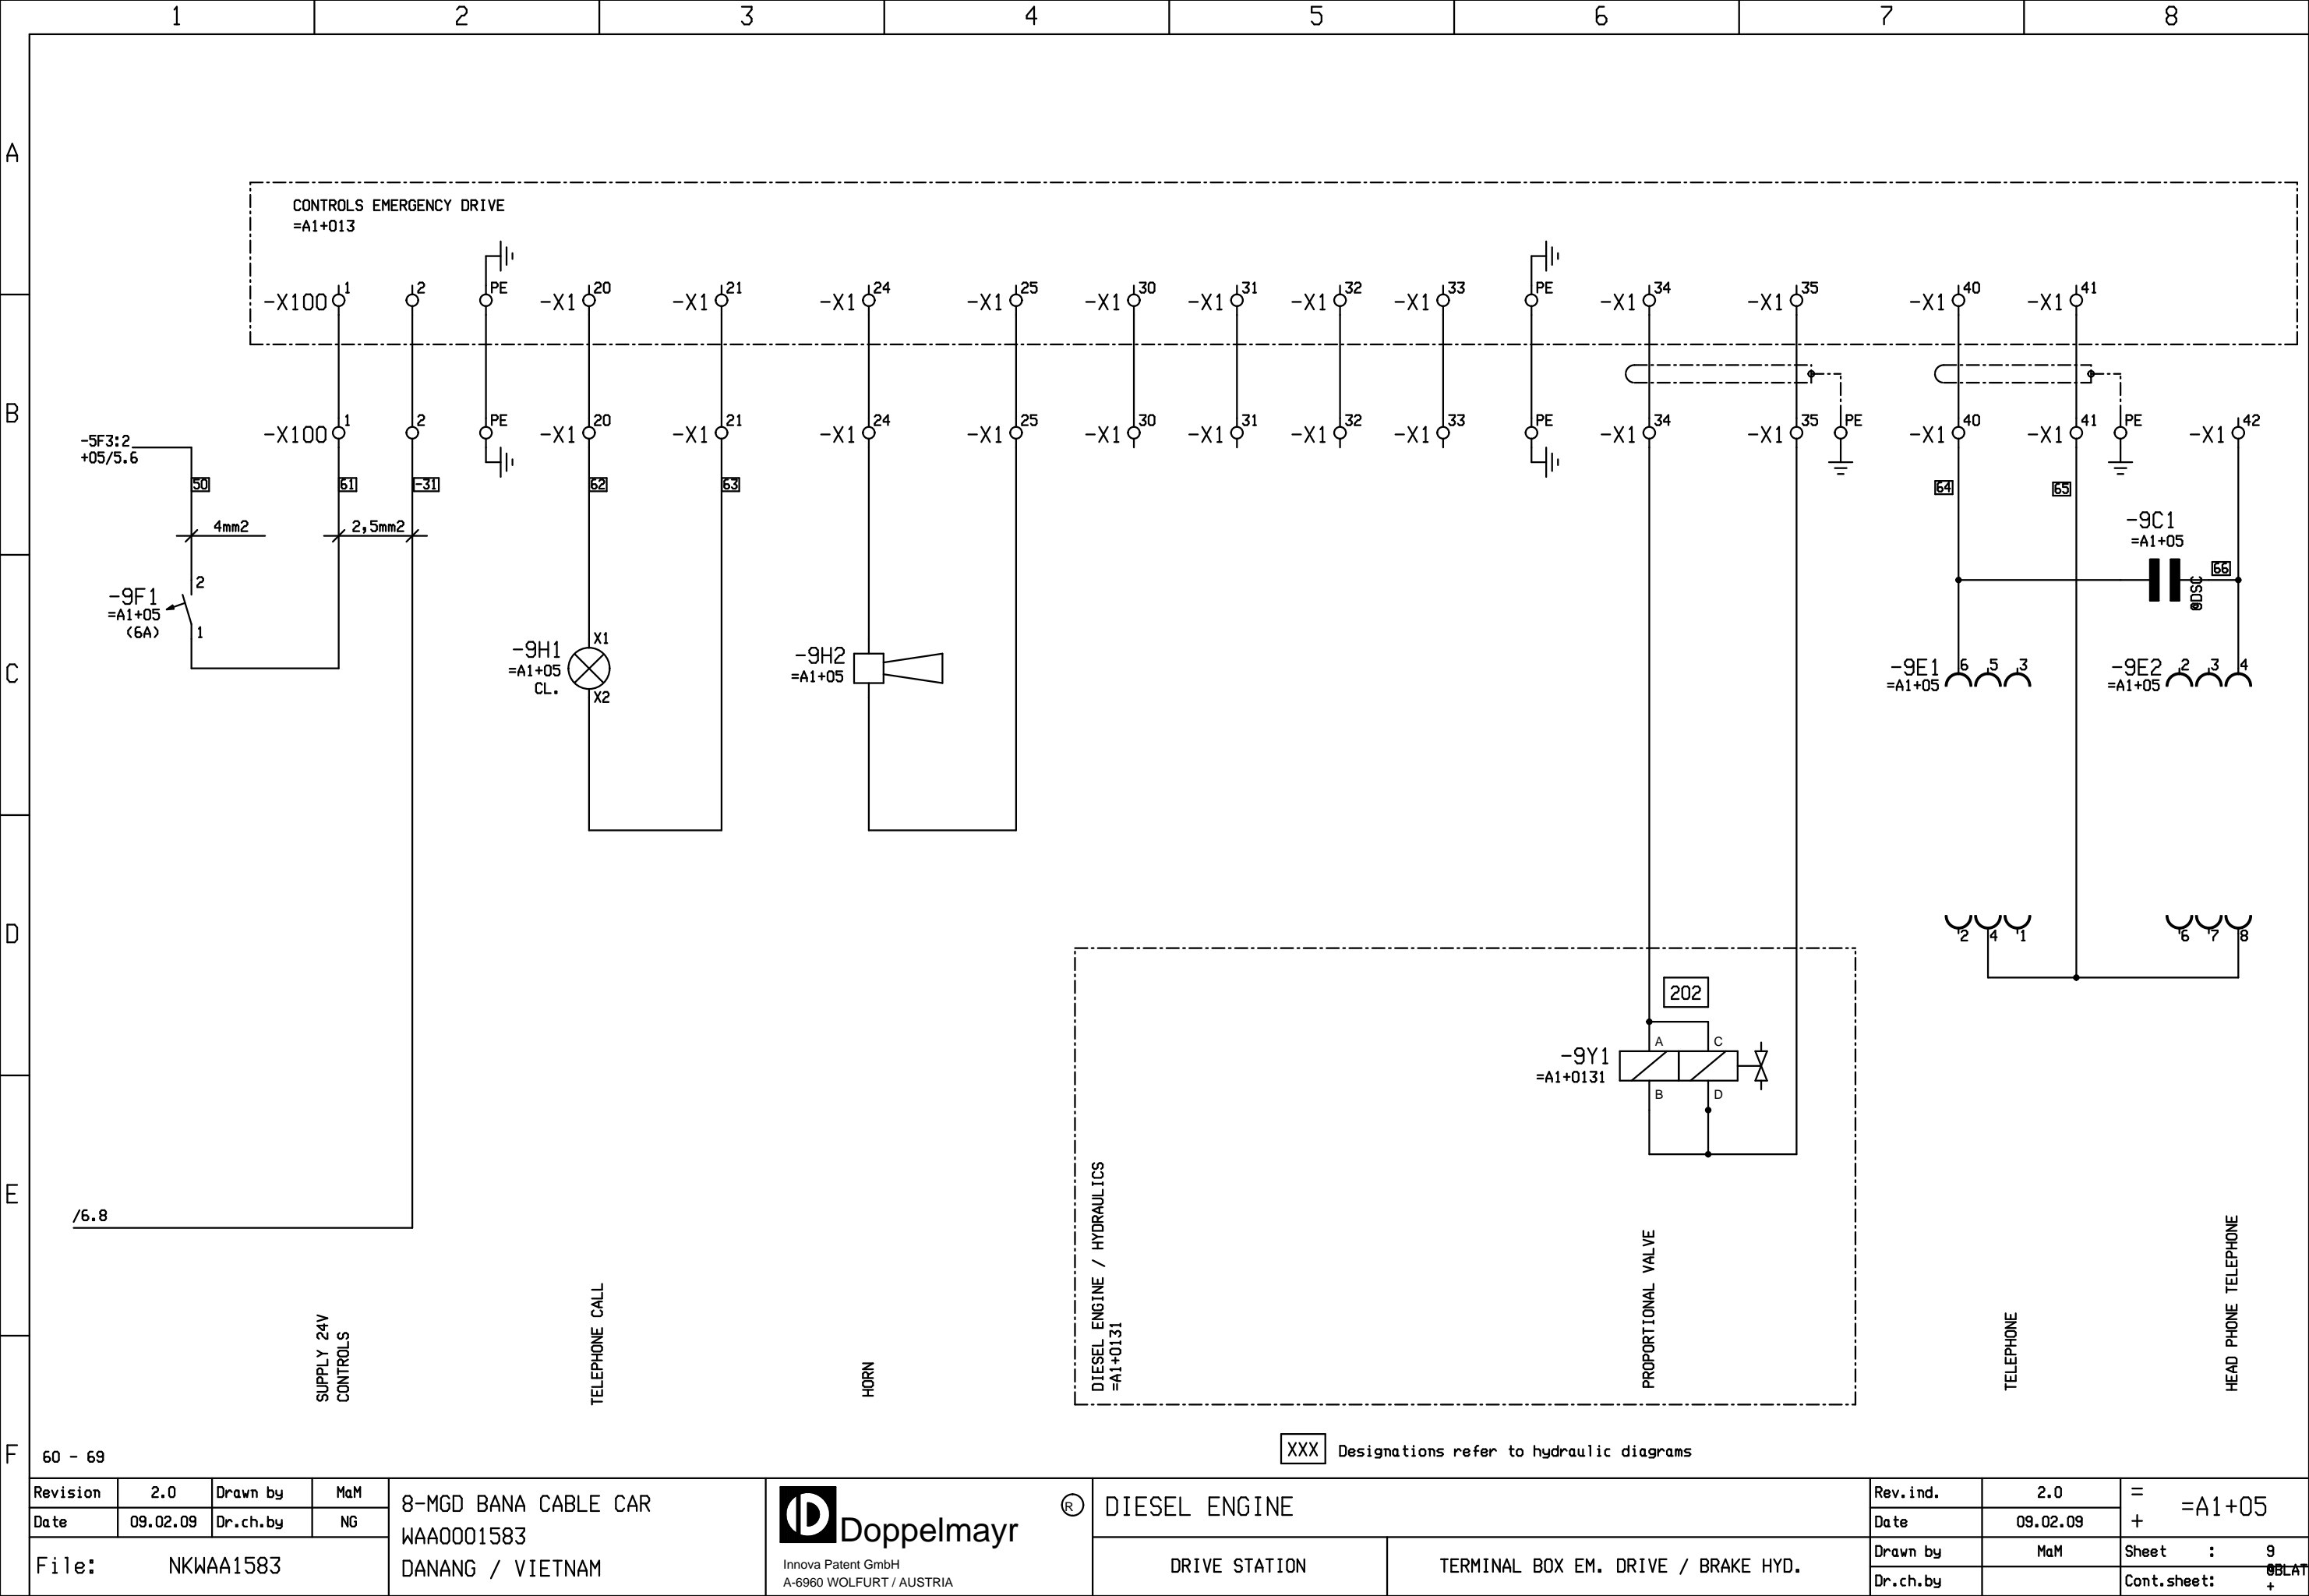 1 2 3 4 5 6 7 8
A
CONTROLS EMERGENCY DRIVE
=A1+013
-X100 1 2 PE -X1 20 -X1 21 -X1 24 -X1 25 -X1 30 -X1 31 -X1 32 -X1 33 PE -X1 34 -X1 35 -X1 40 -X1 41
B
-X100 1 2 PE -X1 20 -X1 21 -X1 24 -X1 25 -X1 30 -X1 31 -X1 32 -X1 33 PE -X1 34 -X1 35 PE -X1 40 -X1 41 PE -X1 42
-5F3:2
+05/5.6
50 61 -31 62 63 64 65
4mm2 2,5mm2
-9C1
=A1+05
66
@DSC
2
-9F1
=A1+05
(6A)
1
C
X1
-9H1
=A1+05
CL.
X2
-9H2
=A1+05
-9E1 6 5 3
=A1+05
-9E2 2 3 4
=A1+05
D
2 4 1 6 7 8
202
A C
-9Y1
=A1+0131
B D
E
/6.8
SUPPLY 24V
CONTROLS
TELEPHONE CALL
HORN
DIESEL ENGINE / HYDRAULICS
=A1+0131
PROPORTIONAL VALVE
TELEPHONE
HEAD PHONE TELEPHONE
F
60 - 69
XXX Designations refer to hydraulic diagrams
Revision 2.0 Drawn by MaM
Date 09.02.09 Dr.ch.by NG
File: NKWAA1583
8-MGD BANA CABLE CAR
WAA0001583
DANANG / VIETNAM
Doppelmayr
R
Innova Patent GmbH
A-6960 WOLFURT / AUSTRIA
DIESEL ENGINE
DRIVE STATION
TERMINAL BOX EM. DRIVE / BRAKE HYD.
Rev.ind. 2.0
Date 09.02.09
Drawn by MaM
Dr.ch.by
=
+
=A1+05
Sheet : 9
Cont.sheet: @BLAT
+